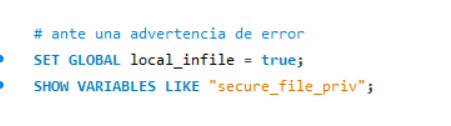 # ante una advertencia de error
SET GLOBAL local_infile = true;
SHOW VARIABLES LIKE "secure_file_priv";